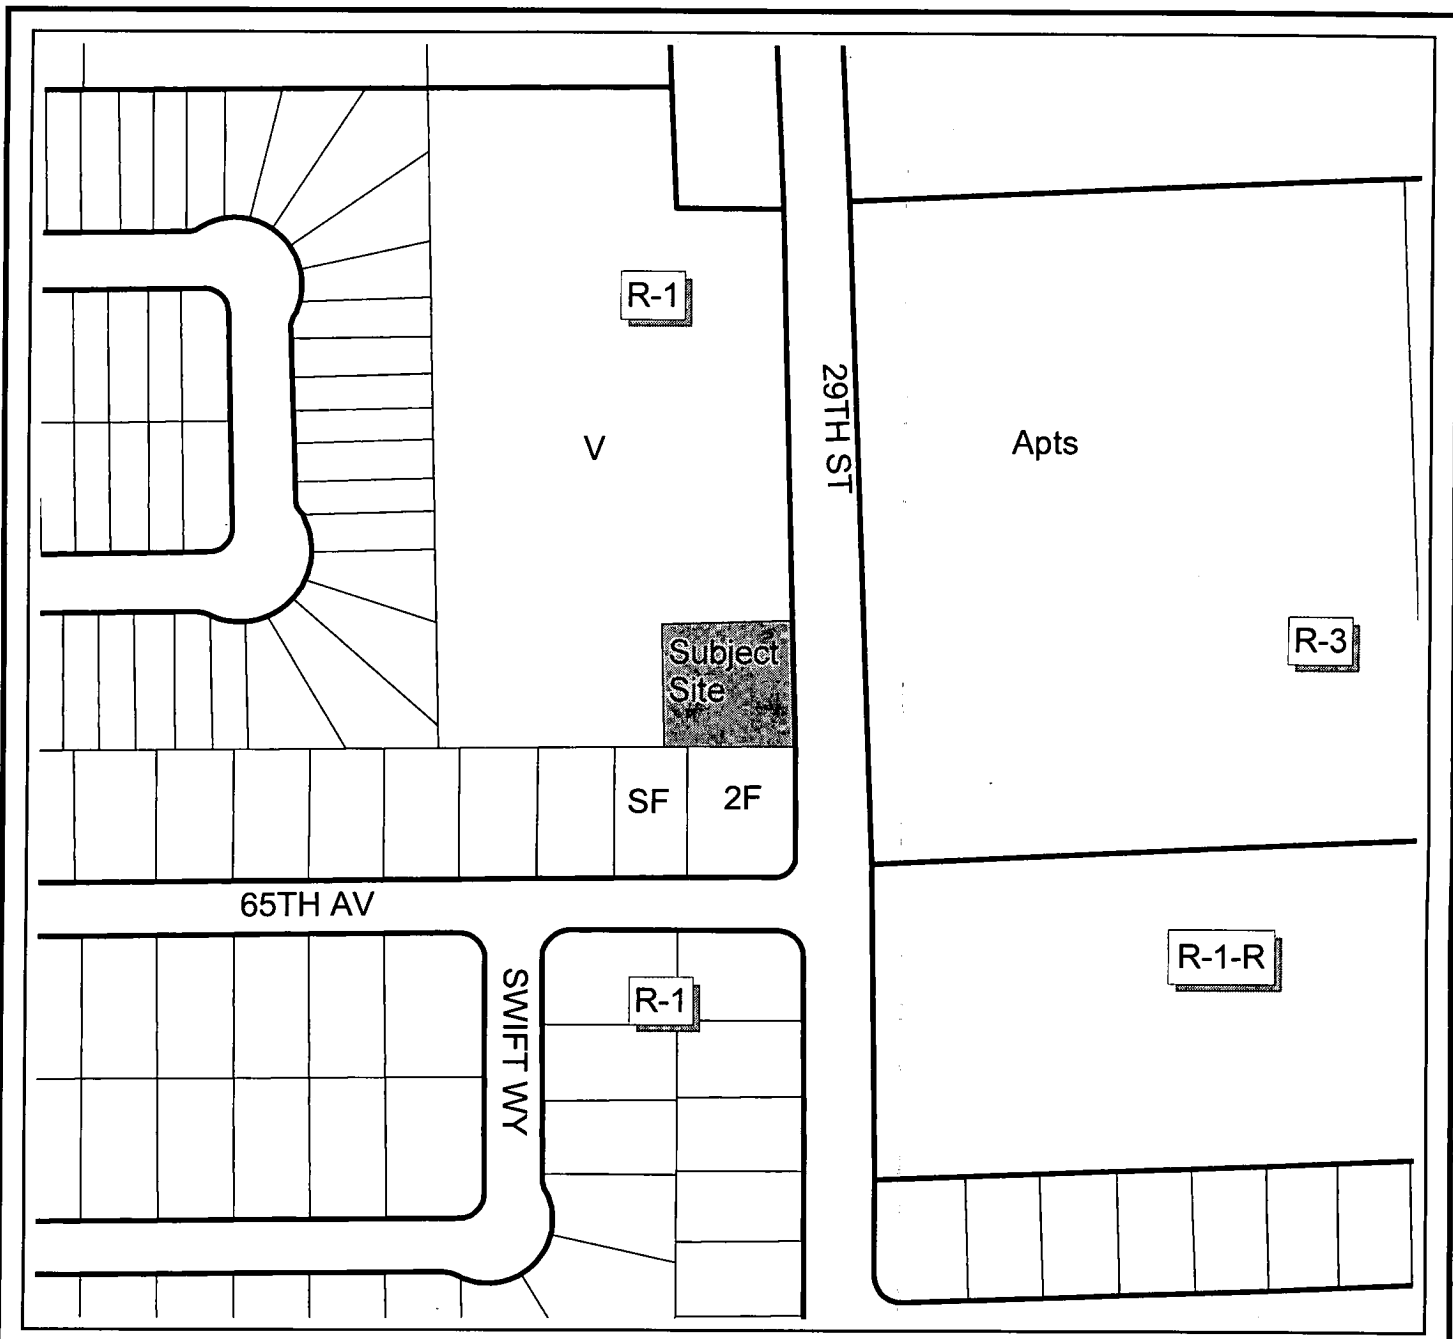 R-1
29TH ST
V
Apts
R-3
Subject
Site
SF
2F
65TH AV
R-1-R
SWIFT WY
R-1